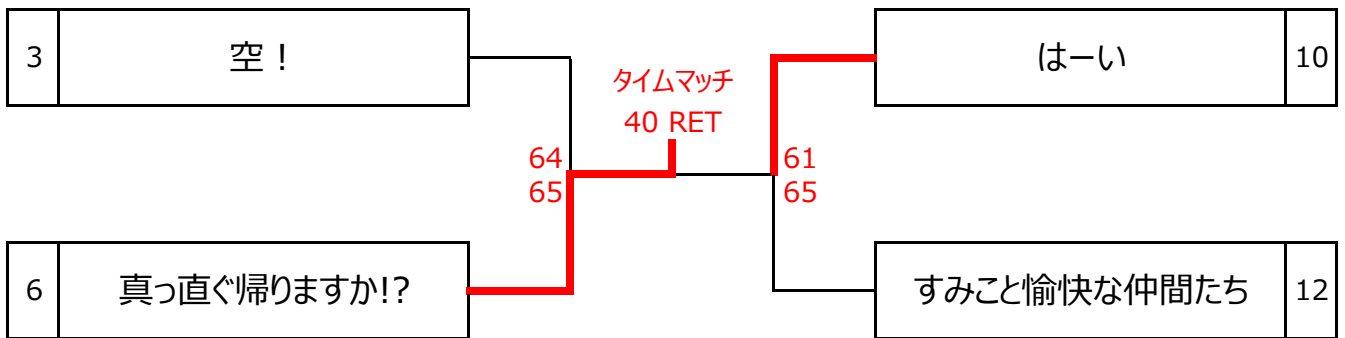 3 空！
はーい 10
タイムマッチ
40 RET
64
65
61
65
6 真っ直ぐ帰りますか!?
すみこと愉快な仲間たち 12